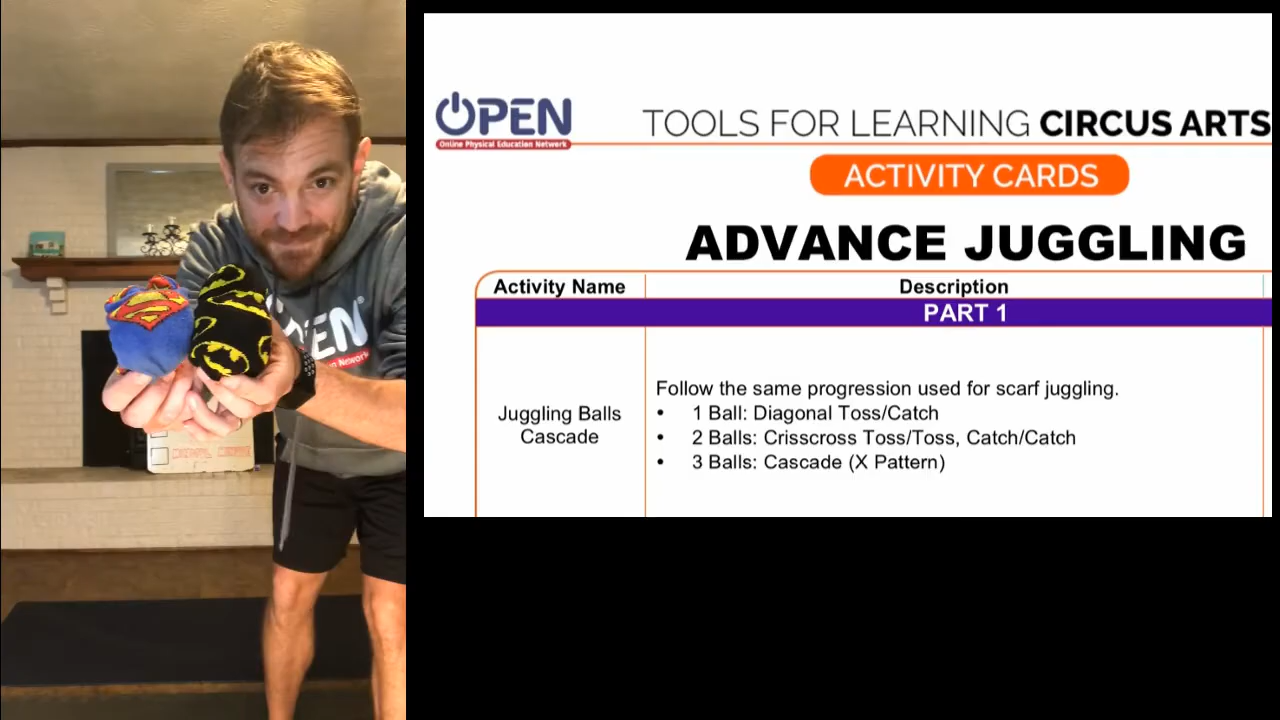 OPEN
Online Physical Education Network
TOOLS FOR LEARNING CIRCUS ARTS
ACTIVITY CARDS
ADVANCE JUGGLING
Activity Name
Description
PART 1
Juggling Balls
Cascade
Follow the same progression used for scarf juggling.
• 1 Ball: Diagonal Toss/Catch
• 2 Balls: Crisscross Toss/Toss, Catch/Catch
• 3 Balls: Cascade (X Pattern)
PEN
Network